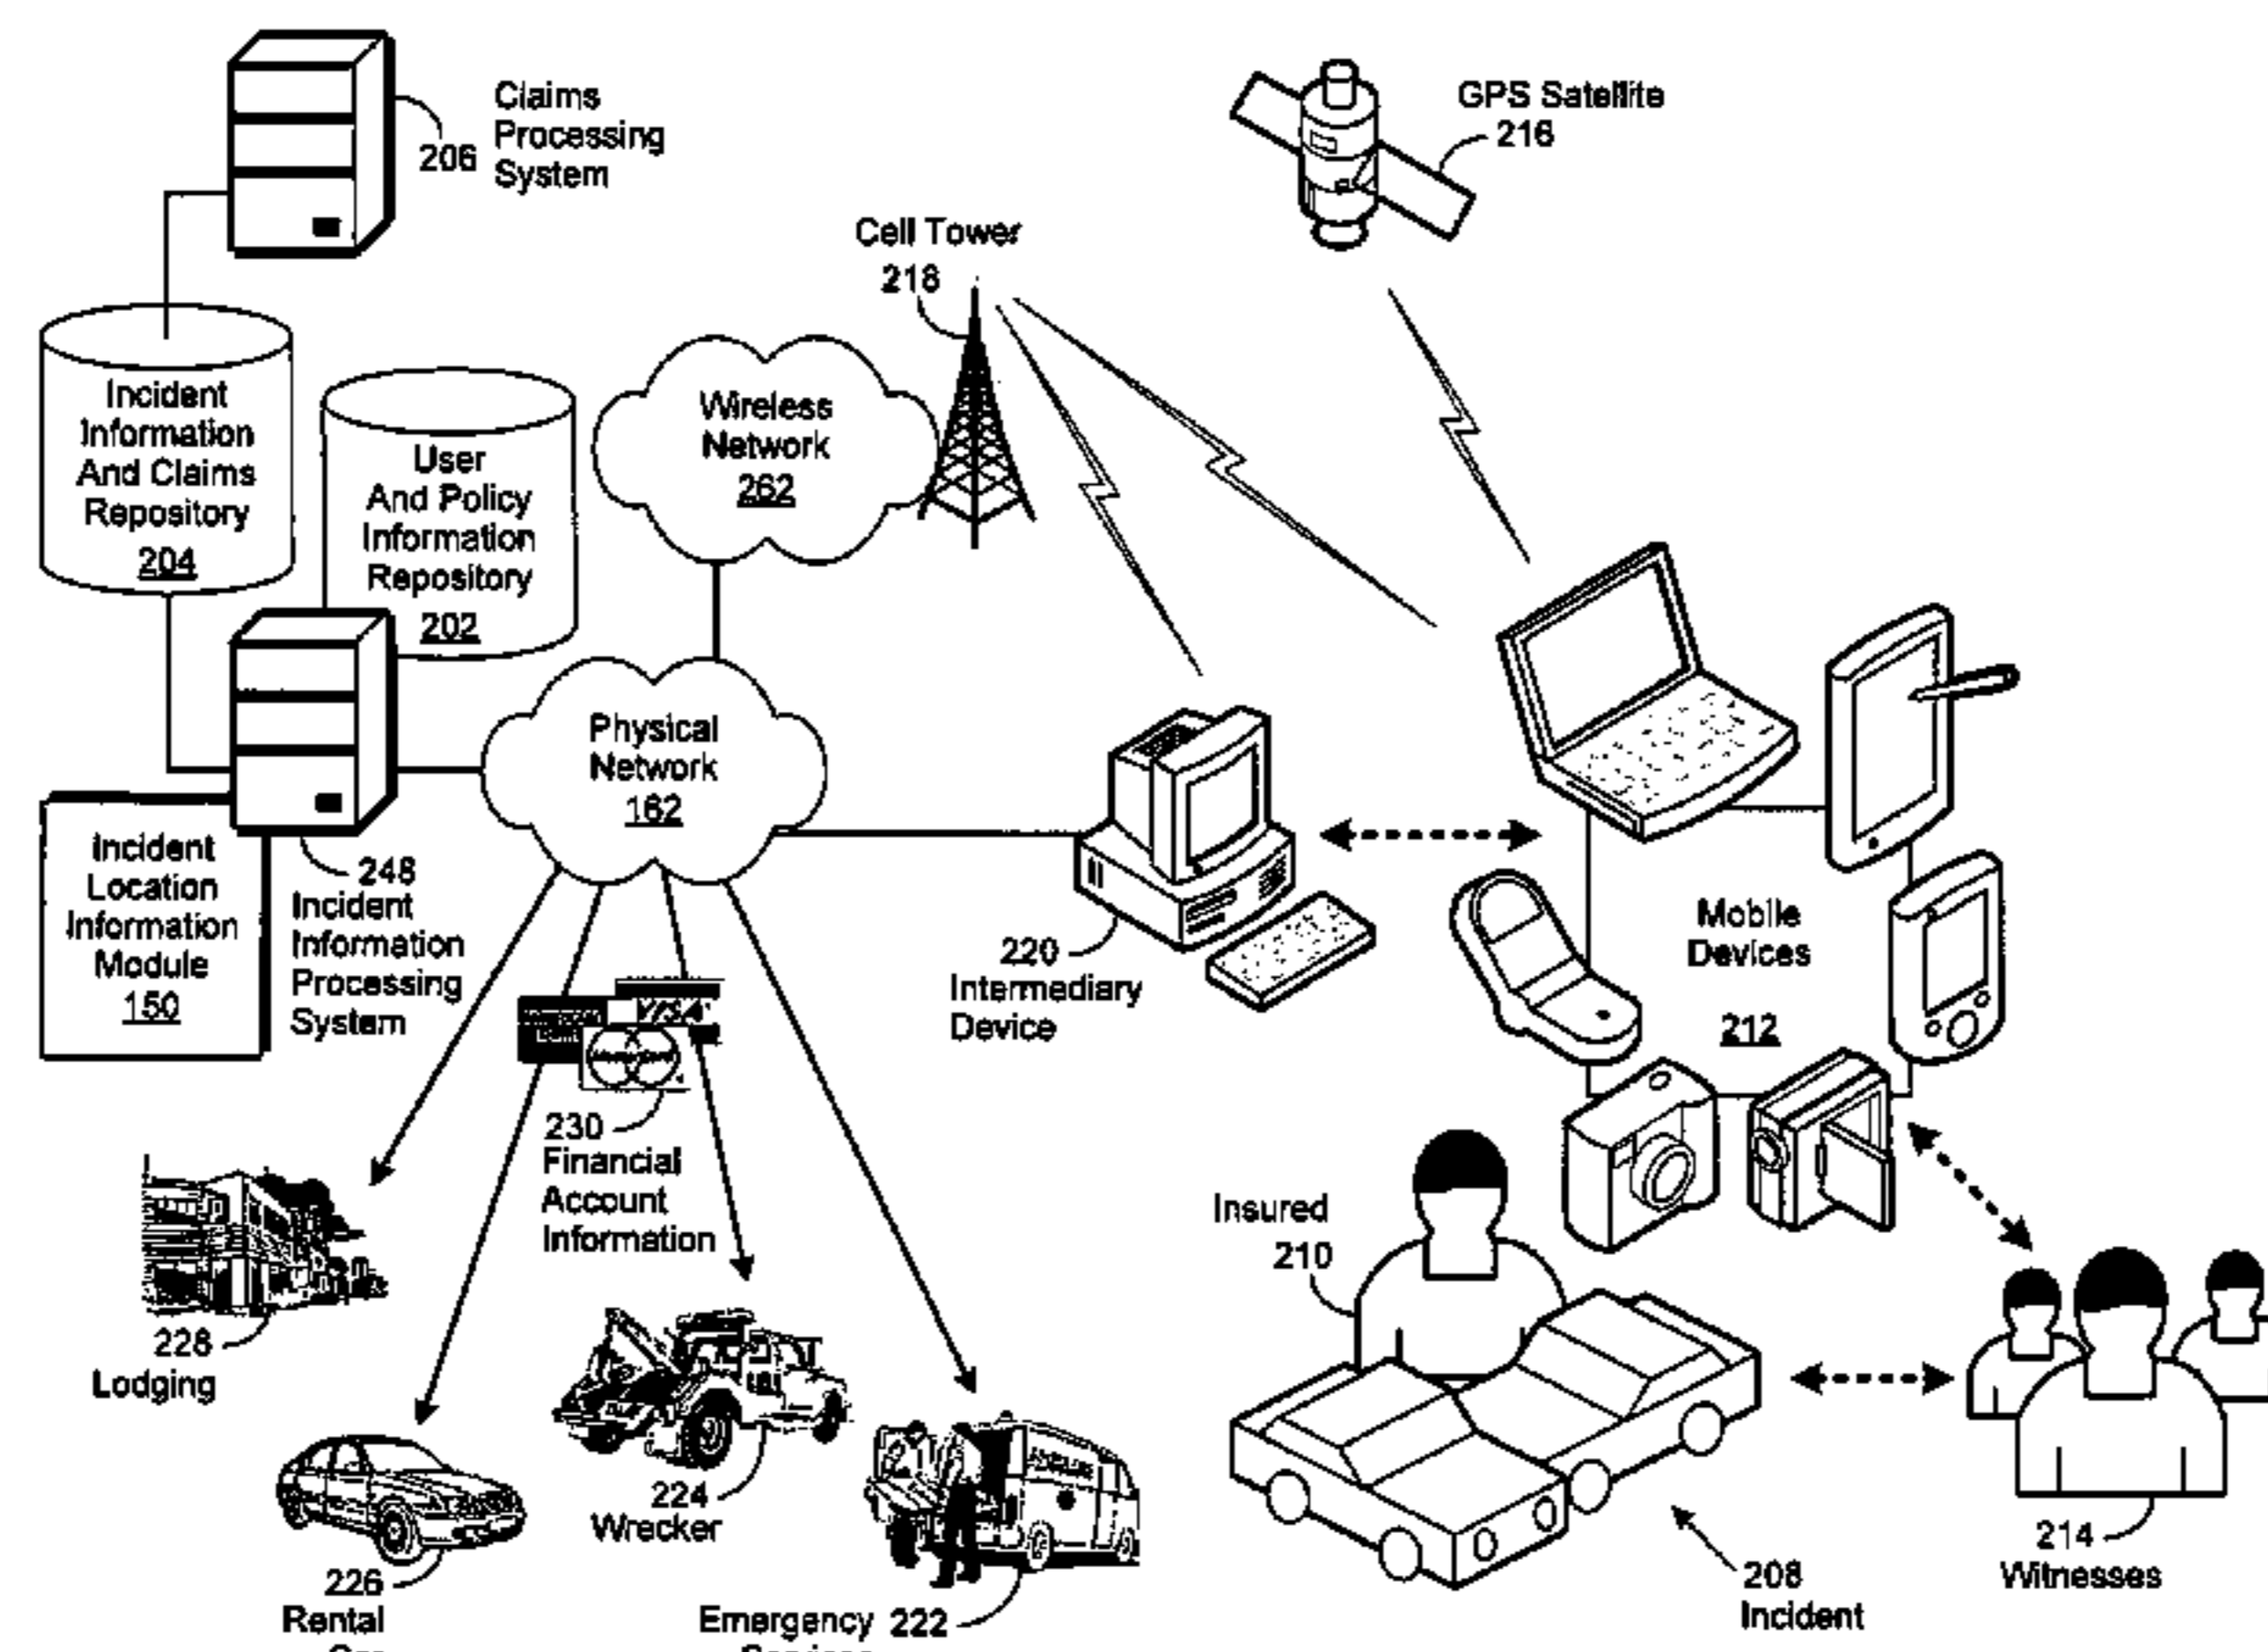 Claims
Processing
System
206
GPS Satellite
216
Cell Tower
218
Incident
Information
And Claims
Repository
204
User
And Policy
Information
Repository
202
Wireless
Network
262
Physical
Network
162
Incident
Location
Information
Module
150
248
Incident
Information
Processing
System
220
Intermediary
Device
Mobile
Devices
212
VISA
MasterCard
230
Financial
Account
Information
Insured
210
228
Lodging
224
Wrecker
226
Rental
Car
Emergency 222
Services
214
Witnesses
208
Incident